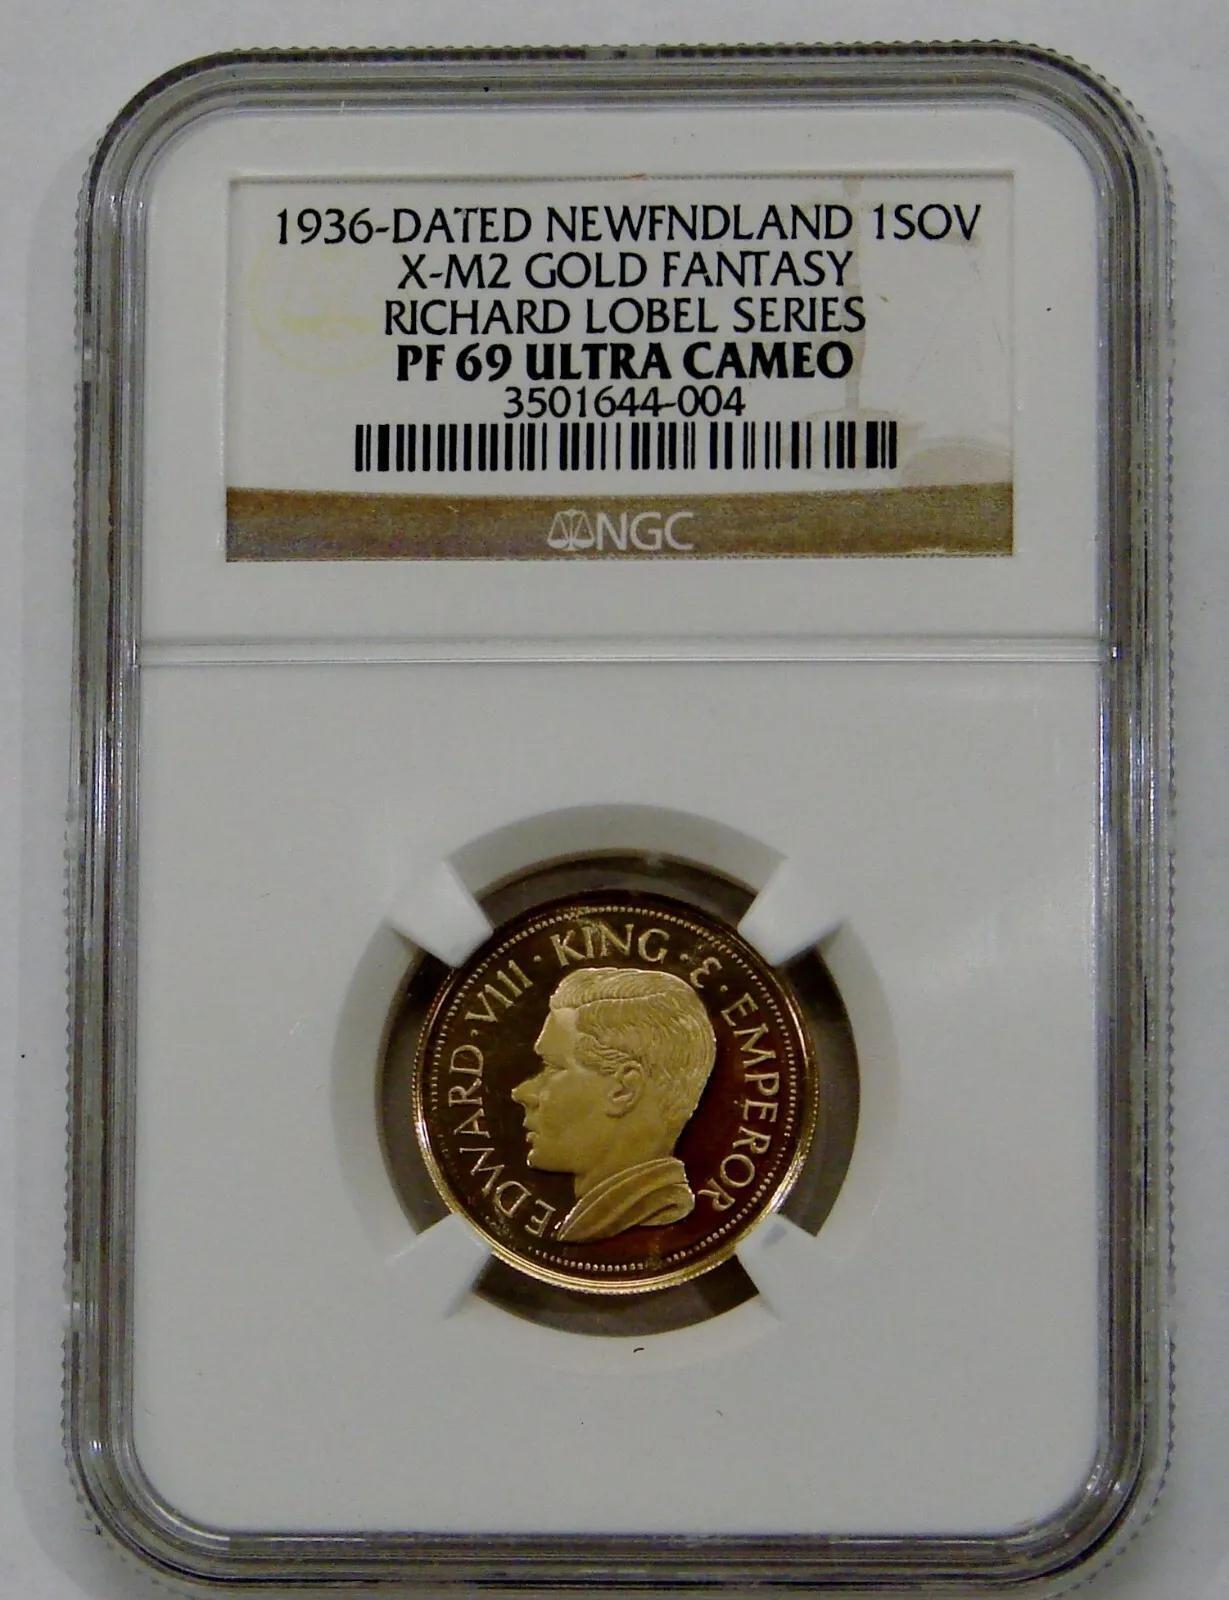 1936-DATED NEWFNDLAND 1SOV
X-M2 GOLD FANTASY
RICHARD LOBEL SERIES
PF 69 ULTRA CAMEO
3501644-004
NGC
EDWARD · VIII · KING · & · EMPEROR